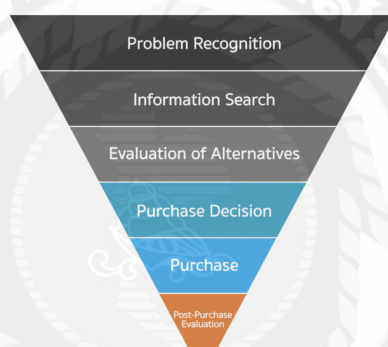 Problem Recognition
Information Search
Evaluation of Alternatives
Purchase Decision
Purchase
Post-Purchase
Evaluation